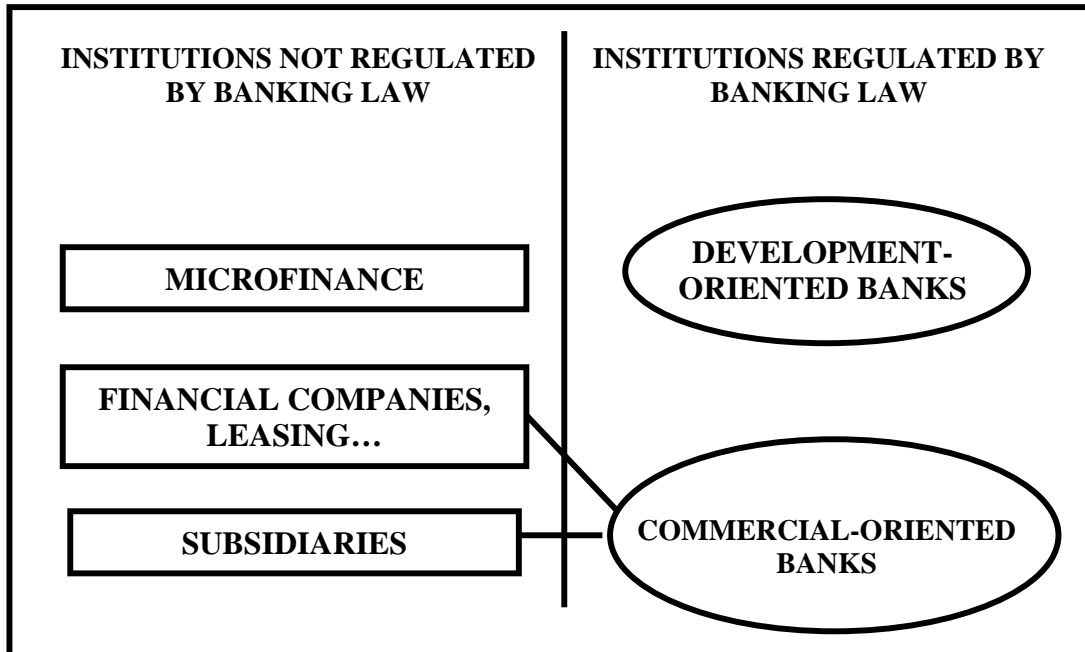 INSTITUTIONS NOT REGULATED
BY BANKING LAW
INSTITUTIONS REGULATED BY
BANKING LAW
MICROFINANCE
DEVELOPMENT-
ORIENTED BANKS
FINANCIAL COMPANIES,
LEASING…
SUBSIDIARIES
COMMERCIAL-ORIENTED
BANKS